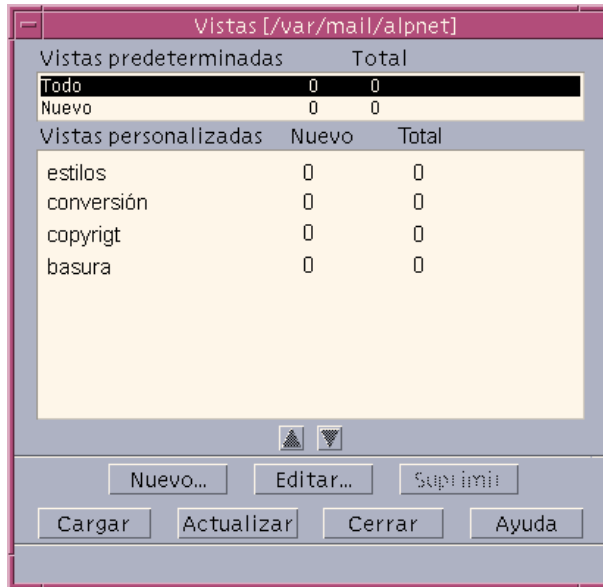 Vistas [/var/mail/alpnet]
Vistas predeterminadas Total
Todo 0 0
Nuevo 0 0
Vistas personalizadas Nuevo Total
estilos 0 0
conversión 0 0
copyrigt 0 0
basura 0 0
Nuevo... Editar... Suprimir
Cargar Actualizar Cerrar Ayuda